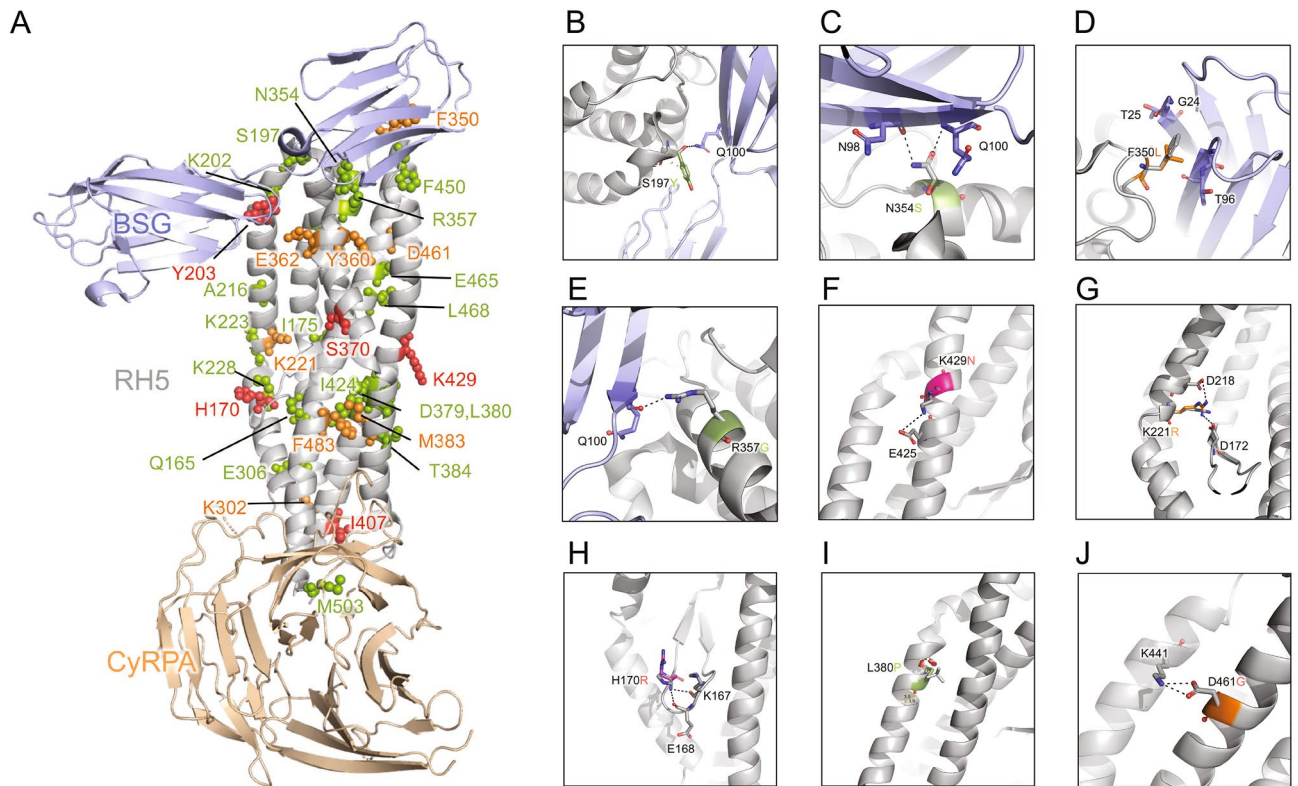 A
N354
S197
K202
F350
F450
R357
BSG
Y203
E362
Y360
D461
A216
E465
L468
K223
I175
K221
S370
RH5
K228
I424
K429
H170
D379,L380
F483
M383
Q165
E306
T384
K302
I407
M503
CyRPA
B
Q100
S197Y
C
N98
Q100
N354S
D
T25
G24
F350L
T96
E
Q100
R357G
F
K429N
E425
G
D218
K221R
D172
H
H170R
K167
E168
I
L380P
J
K441
D461G